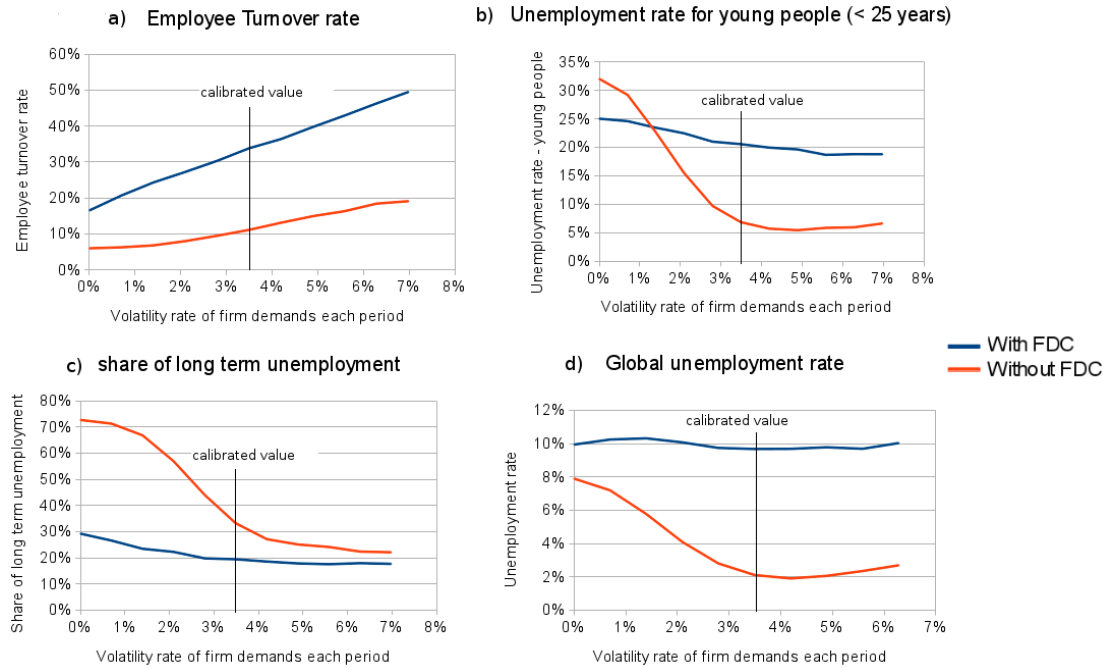 a) Employee Turnover rate
60%
50%
40%
30%
20%
10%
0%
Employee turnover rate
calibrated value
0% 1% 2% 3% 4% 5% 6% 7% 8%
Volatility rate of firm demands each period
b) Unemployment rate for young people (< 25 years)
35%
30%
25%
20%
15%
10%
5%
0%
Unemployment rate - young people
calibrated value
0% 1% 2% 3% 4% 5% 6% 7% 8%
Volatility rate of firm demands each period
c) share of long term unemployment
80%
70%
60%
50%
40%
30%
20%
10%
0%
Share of long term unemployment
calibrated value
0% 1% 2% 3% 4% 5% 6% 7% 8%
Volatility rate of firm demands each period
d) Global unemployment rate
12%
10%
8%
6%
4%
2%
0%
Unemployment rate
calibrated value
0% 1% 2% 3% 4% 5% 6% 7%
Volatility rate of firm demands each period
With FDC
Without FDC